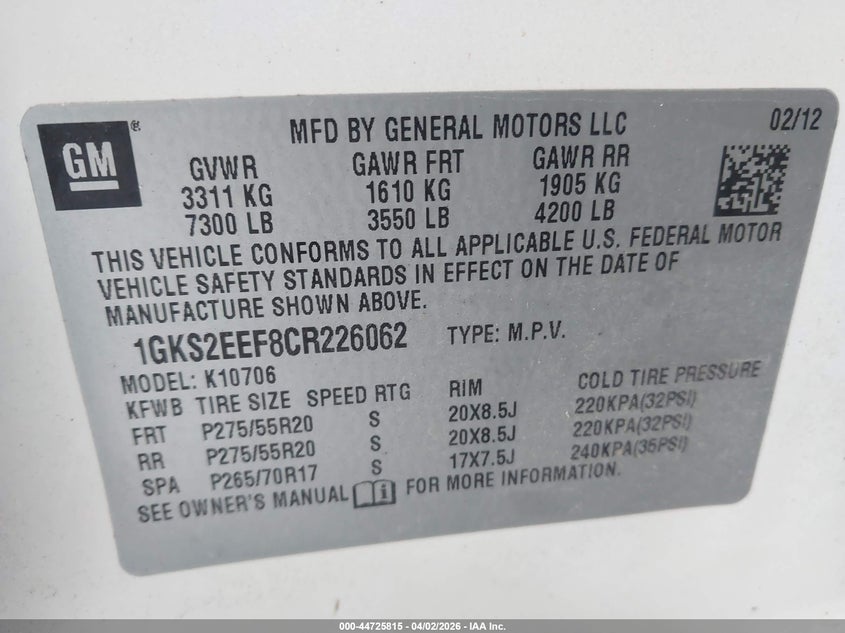 GM
MFD BY GENERAL MOTORS LLC 02/12
GVWR GAWR FRT GAWR RR
3311 KG 1610 KG 1905 KG
7300 LB 3550 LB 4200 LB
THIS VEHICLE CONFORMS TO ALL APPLICABLE U.S. FEDERAL MOTOR
VEHICLE SAFETY STANDARDS IN EFFECT ON THE DATE OF
MANUFACTURE SHOWN ABOVE.
1GKS2EEF8CR226062 TYPE: M.P.V.
MODEL: K10706
KFWB TIRE SIZE SPEED RTG RIM COLD TIRE PRESSURE
FRT P275/55R20 S 20X8.5J 220KPA(32PSI)
RR P275/55R20 S 20X8.5J 220KPA(32PSI)
SPA P265/70R17 S 17X7.5J 240KPA(35PSI)
SEE OWNER'S MANUAL i FOR MORE INFORMATION.
000-44725815 - 04/02/2026 - IAA Inc.